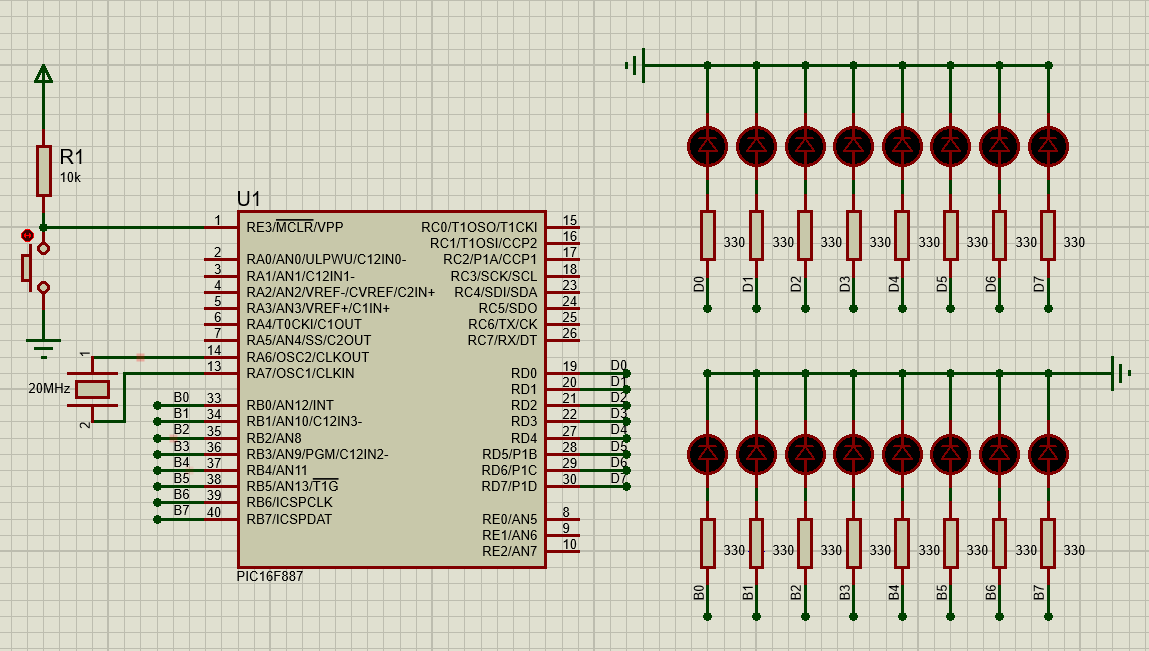 R1
10k
U1
1
RE3/MCLR/VPP
2
RA0/AN0/ULPWU/C12IN0-
3
RA1/AN1/C12IN1-
4
RA2/AN2/VREF-/CVREF/C2IN+
5
RA3/AN3/VREF+/C1IN+
6
RA4/T0CKI/C1OUT
7
RA5/AN4/SS/C2OUT
14
RA6/OSC2/CLKOUT
13
RA7/OSC1/CLKIN
1
20MHz
2
B0
33
RB0/AN12/INT
B1
34
RB1/AN10/C12IN3-
B2
35
RB2/AN8
B3
36
RB3/AN9/PGM/C12IN2-
B4
37
RB4/AN11
B5
38
RB5/AN13/T1G
B6
39
RB6/ICSPCLK
B7
40
RB7/ICSPDAT
RC0/T1OSO/T1CKI
15
RC1/T1OSI/CCP2
16
RC2/P1A/CCP1
17
RC3/SCK/SCL
18
RC4/SDI/SDA
23
RC5/SDO
24
RC6/TX/CK
25
RC7/RX/DT
26
RD0
19
D0
RD1
20
D1
RD2
21
D2
RD3
22
D3
RD4
27
D4
RD5/P1B
28
D5
RD6/P1C
29
D6
RD7/P1D
30
D7
RE0/AN5
8
RE1/AN6
9
RE2/AN7
10
PIC16F887
330 330 330 330 330 330 330 330
D0 D1 D2 D3 D4 D5 D6 D7
330 330 330 330 330 330 330 330
B0 B1 B2 B3 B4 B5 B6 B7